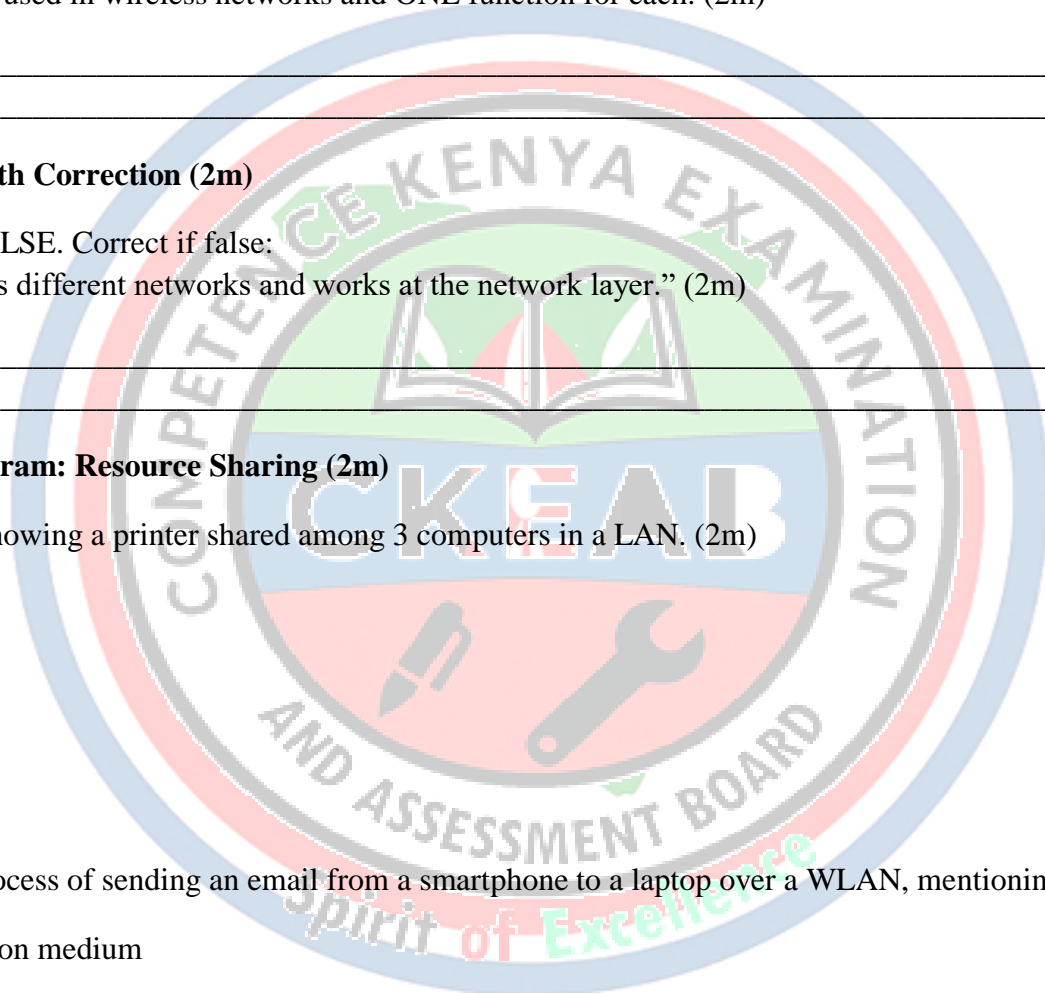 used in wireless networks and ONE function for each. (2m)
th Correction (2m)
LSE. Correct if false:
s different networks and works at the network layer.” (2m)
ram: Resource Sharing (2m)
howing a printer shared among 3 computers in a LAN. (2m)
ocess of sending an email from a smartphone to a laptop over a WLAN, mentionin
on medium
COMPETENCE KENYA EXAMINATION
CKEAB
AND ASSESSMENT BOARD
Spirit of Excellence